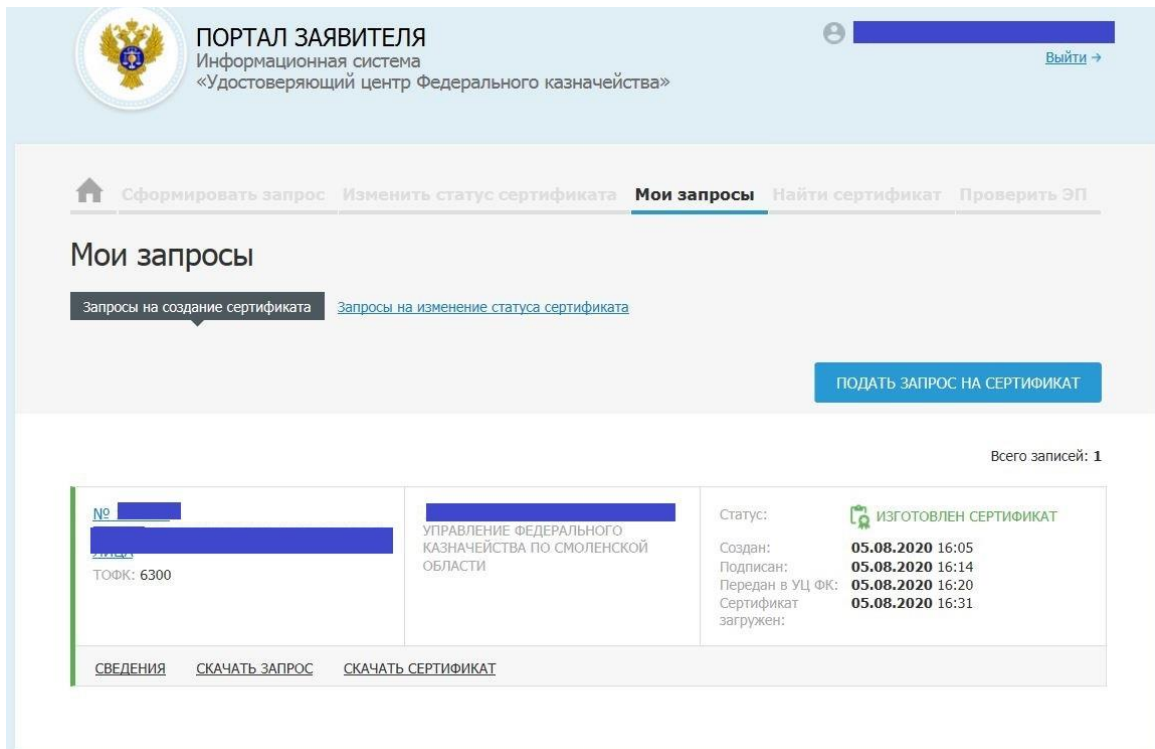 ПОРТАЛ ЗАЯВИТЕЛЯ
Информационная система
«Удостоверяющий центр Федерального казначейства»
Выйти →
Сформировать запрос Изменить статус сертификата Мои запросы Найти сертификат Проверить ЭП
Мои запросы
Запросы на создание сертификата Запросы на изменение статуса сертификата
ПОДАТЬ ЗАПРОС НА СЕРТИФИКАТ
Всего записей: 1
№
ТОФК: 6300
УПРАВЛЕНИЕ ФЕДЕРАЛЬНОГО
КАЗНАЧЕЙСТВА ПО СМОЛЕНСКОЙ
ОБЛАСТИ
Статус: ИЗГОТОВЛЕН СЕРТИФИКАТ
Создан: 05.08.2020 16:05
Подписан: 05.08.2020 16:14
Передан в УЦ ФК: 05.08.2020 16:20
Сертификат 05.08.2020 16:31
загружен:
СВЕДЕНИЯ СКАЧАТЬ ЗАПРОС СКАЧАТЬ СЕРТИФИКАТ